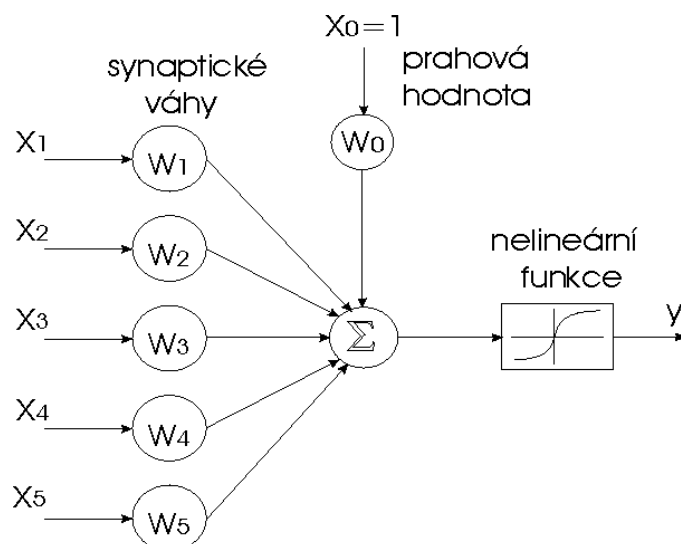 X0=1
synaptické
váhy
prahová
hodnota
X1
W1
W0
X2
W2
nelineární
funkce
X3
W3
Σ
y
X4
W4
X5
W5